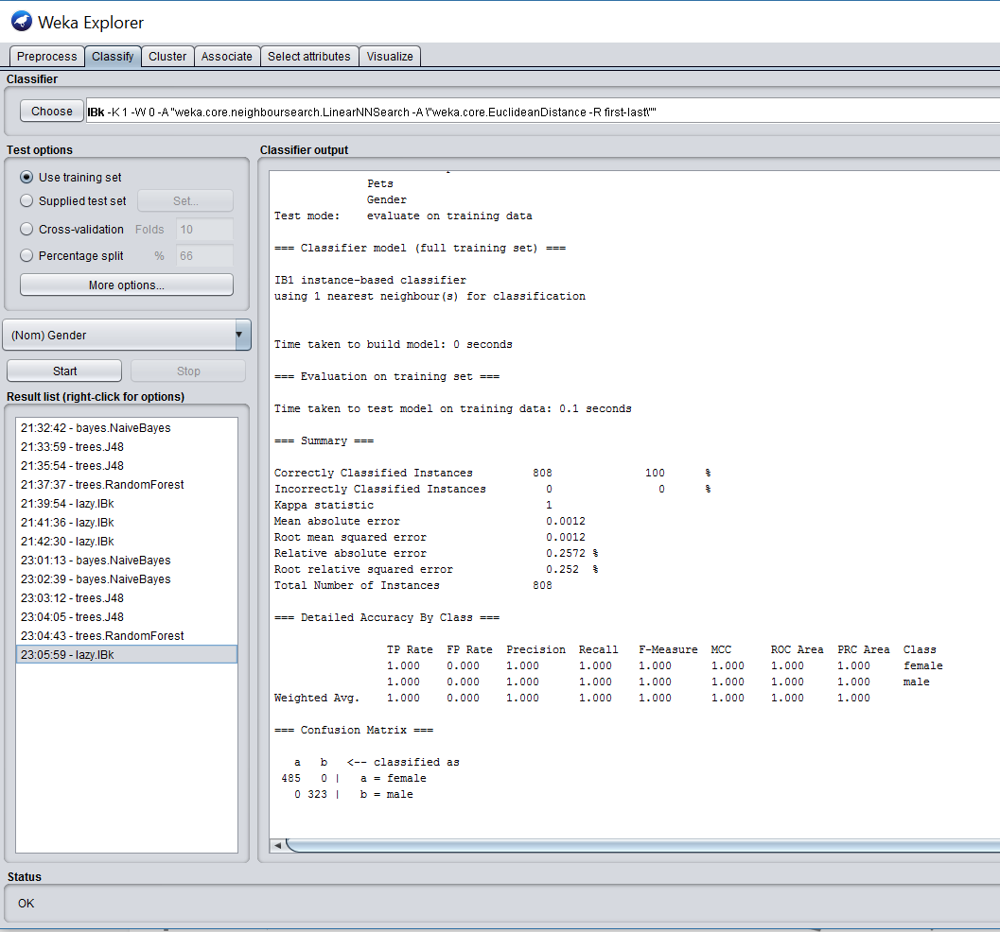 Weka Explorer
Preprocess Classify Cluster Associate Select attributes Visualize
Classifier
Choose IBk -K 1 -W 0 -A "weka.core.neighboursearch.LinearNNSearch -A \"weka.core.EuclideanDistance -R first-last\""
Test options
Use training set
Supplied test set Set...
Cross-validation Folds 10
Percentage split % 66
More options...
(Nom) Gender
Start Stop
Result list (right-click for options)
21:32:42 - bayes.NaiveBayes
21:33:59 - trees.J48
21:35:54 - trees.J48
21:37:37 - trees.RandomForest
21:39:54 - lazy.IBk
21:41:36 - lazy.IBk
21:42:30 - lazy.IBk
23:01:13 - bayes.NaiveBayes
23:02:39 - bayes.NaiveBayes
23:03:12 - trees.J48
23:04:05 - trees.J48
23:04:43 - trees.RandomForest
23:05:59 - lazy.IBk
Classifier output
Pets
Gender
Test mode: evaluate on training data
=== Classifier model (full training set) ===
IB1 instance-based classifier
using 1 nearest neighbour(s) for classification
Time taken to build model: 0 seconds
=== Evaluation on training set ===
Time taken to test model on training data: 0.1 seconds
=== Summary ===
Correctly Classified Instances 808 100 %
Incorrectly Classified Instances 0 0 %
Kappa statistic 1
Mean absolute error 0.0012
Root mean squared error 0.0012
Relative absolute error 0.2572 %
Root relative squared error 0.252 %
Total Number of Instances 808
=== Detailed Accuracy By Class ===
TP Rate FP Rate Precision Recall F-Measure MCC ROC Area PRC Area Class
1.000 0.000 1.000 1.000 1.000 1.000 1.000 1.000 female
1.000 0.000 1.000 1.000 1.000 1.000 1.000 1.000 male
Weighted Avg. 1.000 0.000 1.000 1.000 1.000 1.000 1.000 1.000
=== Confusion Matrix ===
a b <-- classified as
485 0 | a = female
0 323 | b = male
Status
OK